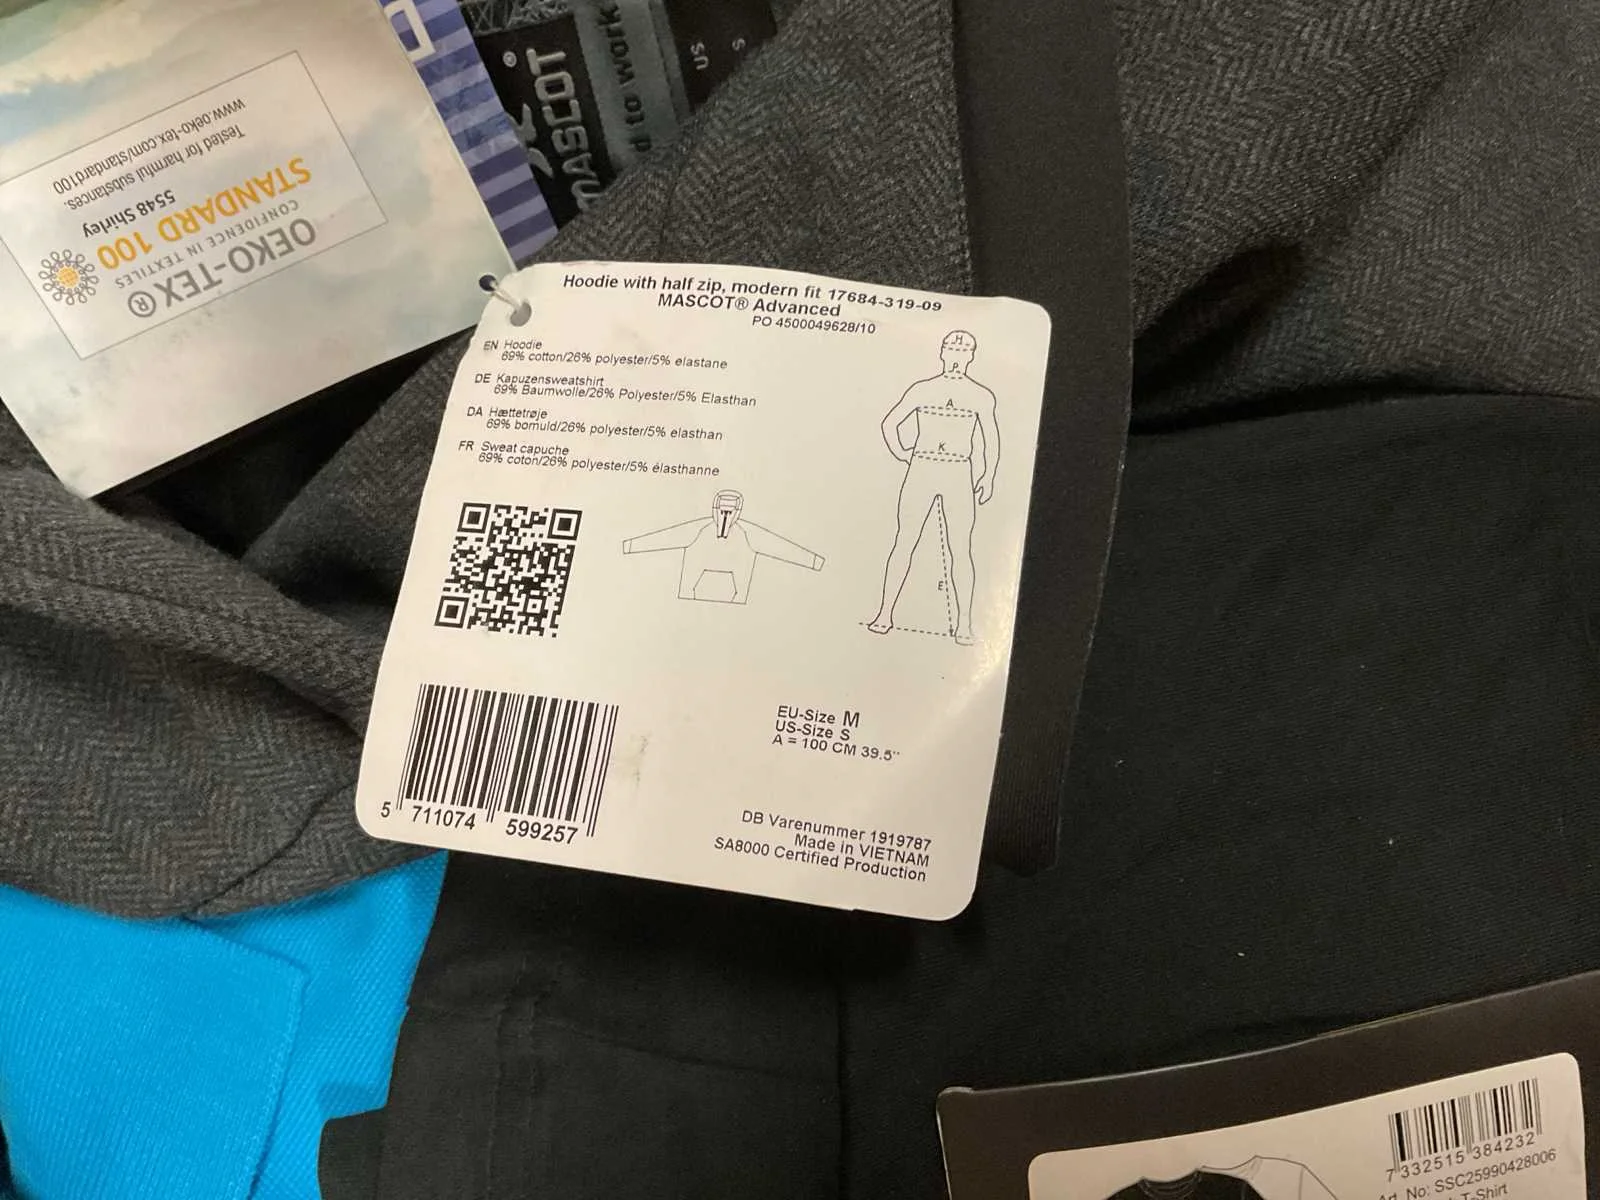 OEKO-TEX®
CONFIDENCE IN TEXTILES
STANDARD 100
5548 Shirley
Tested for harmful substances.
www.oeko-tex.com/standard100
MASCOT®
d to work
US
S
Hoodie with half zip, modern fit 17684-319-09
MASCOT® Advanced
PO 4500049628/10
EN Hoodie
69% cotton/26% polyester/5% elastane
DE Kapuzensweatshirt
69% Baumwolle/26% Polyester/5% Elasthan
DA Hættetrøje
69% bomuld/26% polyester/5% elasthan
FR Sweat capuche
69% coton/26% polyester/5% élasthanne
H
P
A
K
E
EU-Size M
US-Size S
A = 100 CM 39.5''
5 711074 599257
DB Varenummer 1919787
Made in VIETNAM
SA8000 Certified Production
7 332515 384232
Art. No: SSC25990428006
T-Shirt